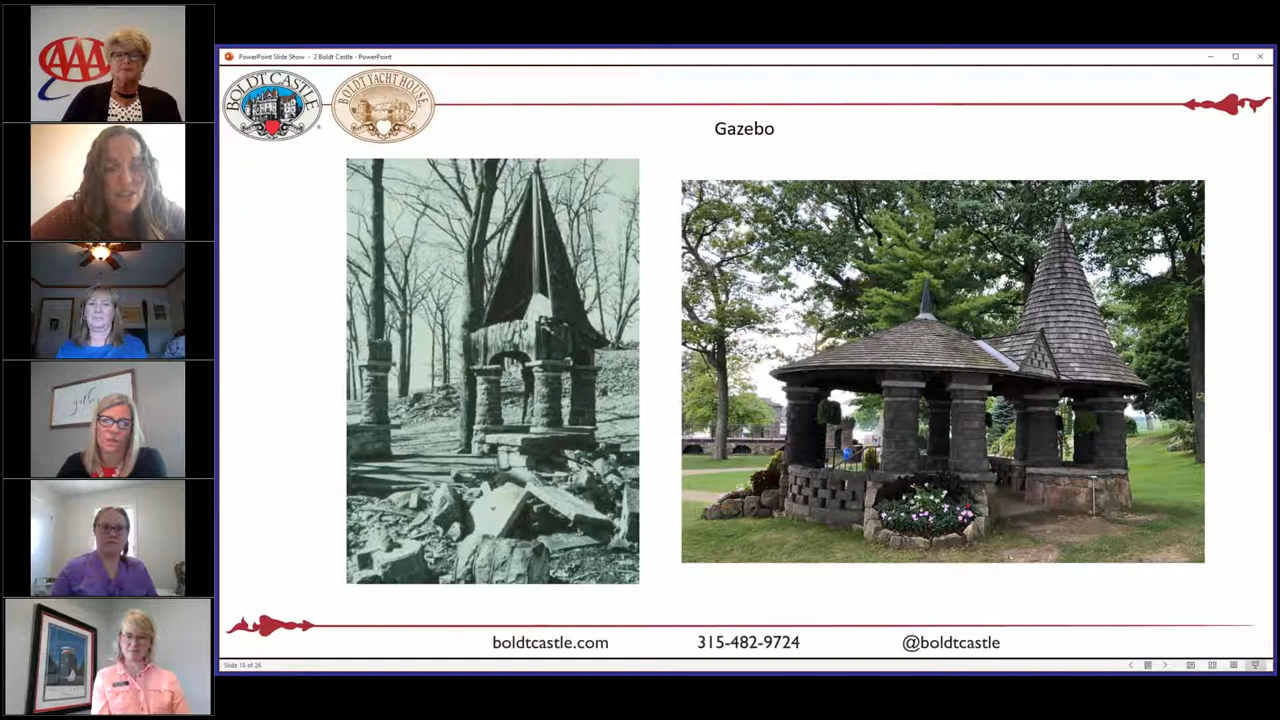 AAA
PowerPoint Slide Show - 2 Boldt Castle - PowerPoint
BOLDT CASTLE
BOLDT YACHT HOUSE
Gazebo
boldtcastle.com
315-482-9724
@boldtcastle
Slide 15 of 26